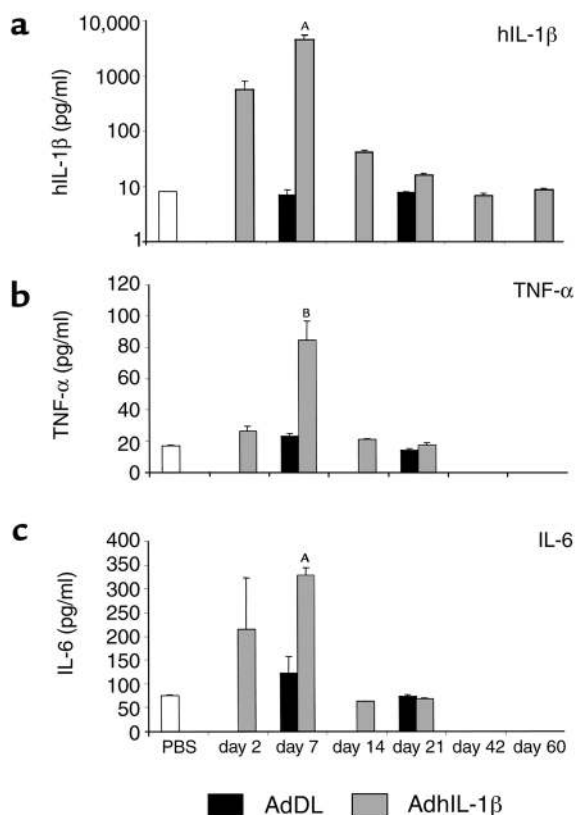 a
hIL-1β
hIL-1β (pg/ml)
10,000
1000
100
10
1
A
b
TNF-α
TNF-α (pg/ml)
120
100
80
60
40
20
0
B
c
IL-6
IL-6 (pg/ml)
400
350
300
250
200
150
100
50
0
A
PBS day 2 day 7 day 14 day 21 day 42 day 60
AdDL AdhIL-1β